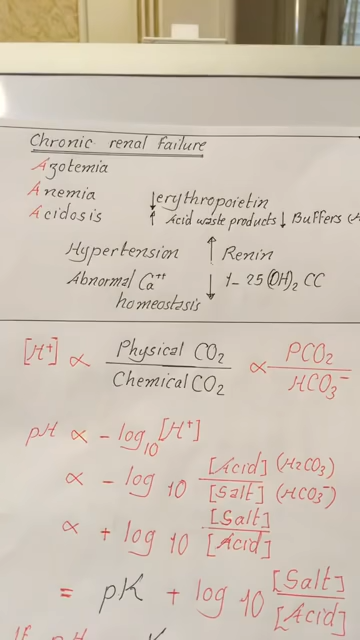 Chronic renal failure
Azotemia
Anemia ↓ erythropoietin
Acidosis ↑ Acid waste products ↓ Buffers
Hypertension ↑ Renin
Abnormal Ca⁺⁺ ↓ 1-25(OH)₂ CC
homeostasis
[H⁺] ∝ Physical CO₂ / Chemical CO₂ ∝ PCO₂ / HCO₃⁻
pH ∝ - log₁₀ [H⁺]
∝ - log 10 [Acid] (H₂CO₃) / [Salt] (HCO₃⁻)
∝ + log 10 [Salt] / [Acid]
= pK + log 10 [Salt] / [Acid]
If pH